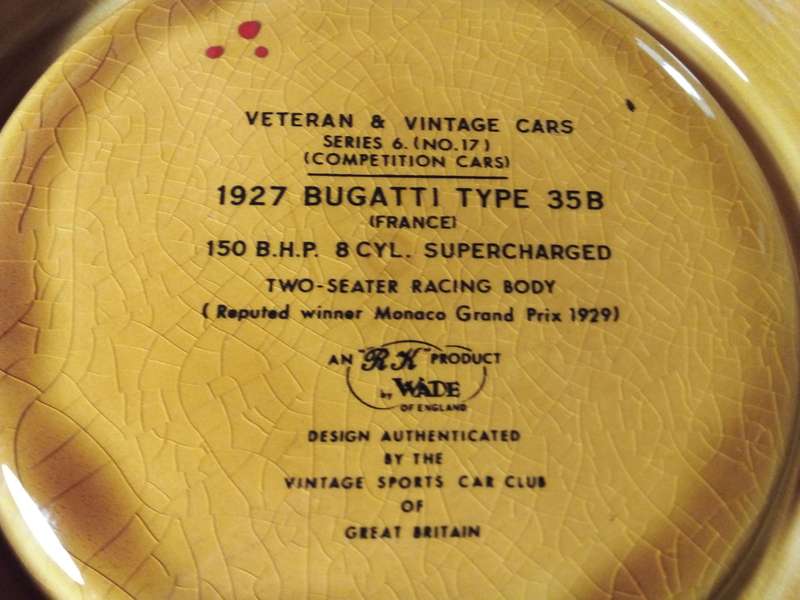 VETERAN & VINTAGE CARS
SERIES 6. (NO.17)
(COMPETITION CARS)
1927 BUGATTI TYPE 35B
(FRANCE)
150 B.H.P. 8 CYL. SUPERCHARGED
TWO-SEATER RACING BODY
(Reputed winner Monaco Grand Prix 1929)
AN "RK" PRODUCT
by WADE
OF ENGLAND
DESIGN AUTHENTICATED
BY THE
VINTAGE SPORTS CAR CLUB
OF
GREAT BRITAIN